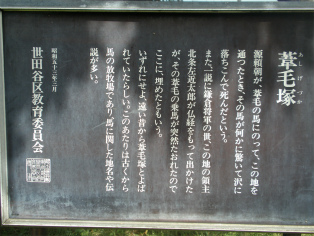 あしげづか
葦毛塚
源頼朝が、葦毛の馬にのって、この地を
通つたとき、その馬が何かに驚いて沢に
落ちこんで死んだという。
また、一説に鎌倉将軍の世、この地の領主
北条左近太郎が仏経をもって出かけた
が、その葦毛の乗馬が突然たおれたので
ここに、埋めたともいう。
いずれにせよ、遠い昔から葦毛塚とよば
れていたらしい。このあたりは古くから
馬の放牧場であり、馬に関した地名や伝
説が多い。
昭和五十三年二月
世田谷区教育委員会